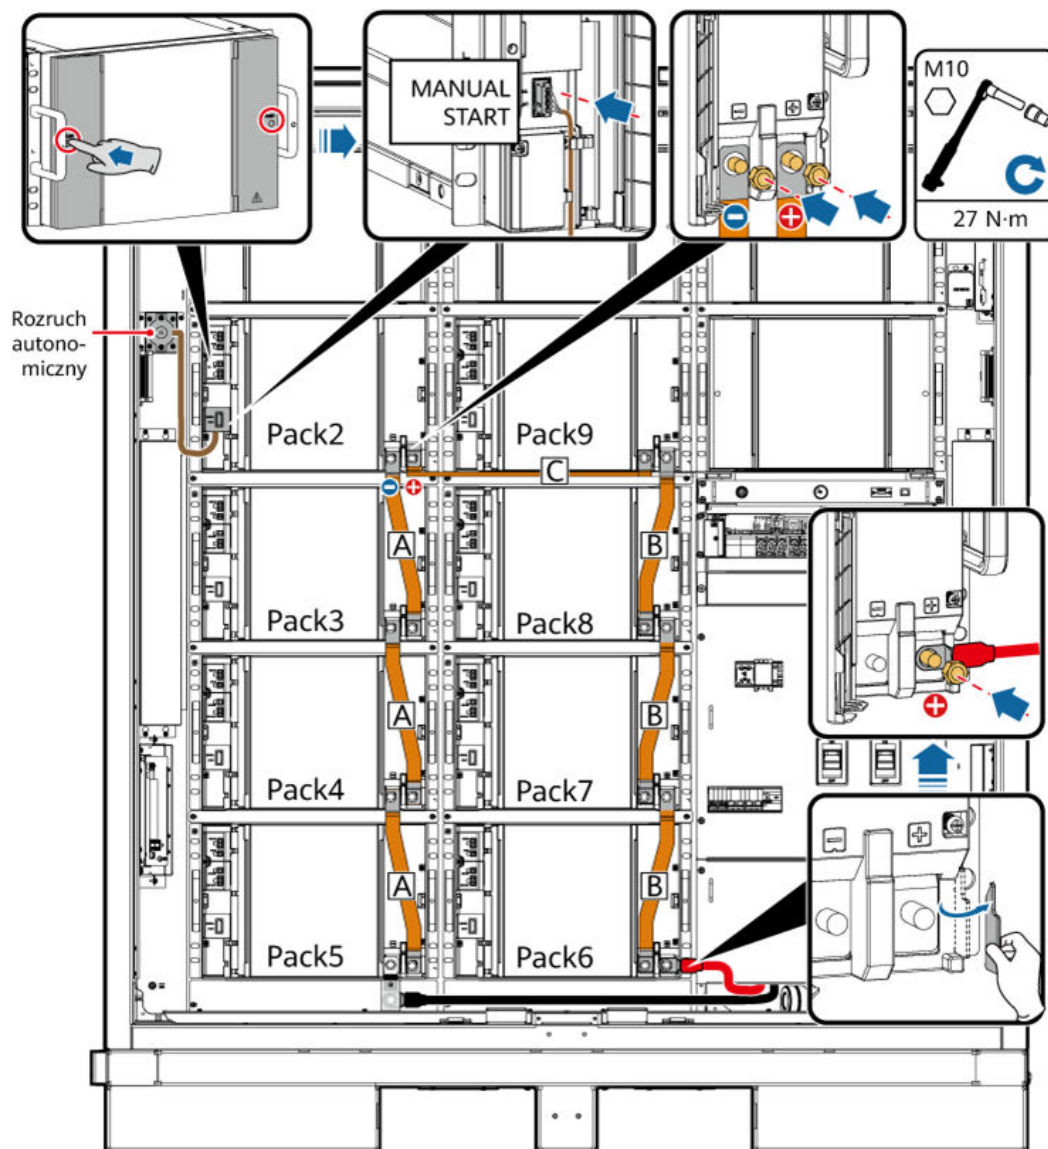 MANUAL
START
M10
27 N·m
Rozruch
autono-
miczny
Pack2
Pack9
C
A
B
Pack3
Pack8
A
B
Pack4
Pack7
A
B
Pack5
Pack6